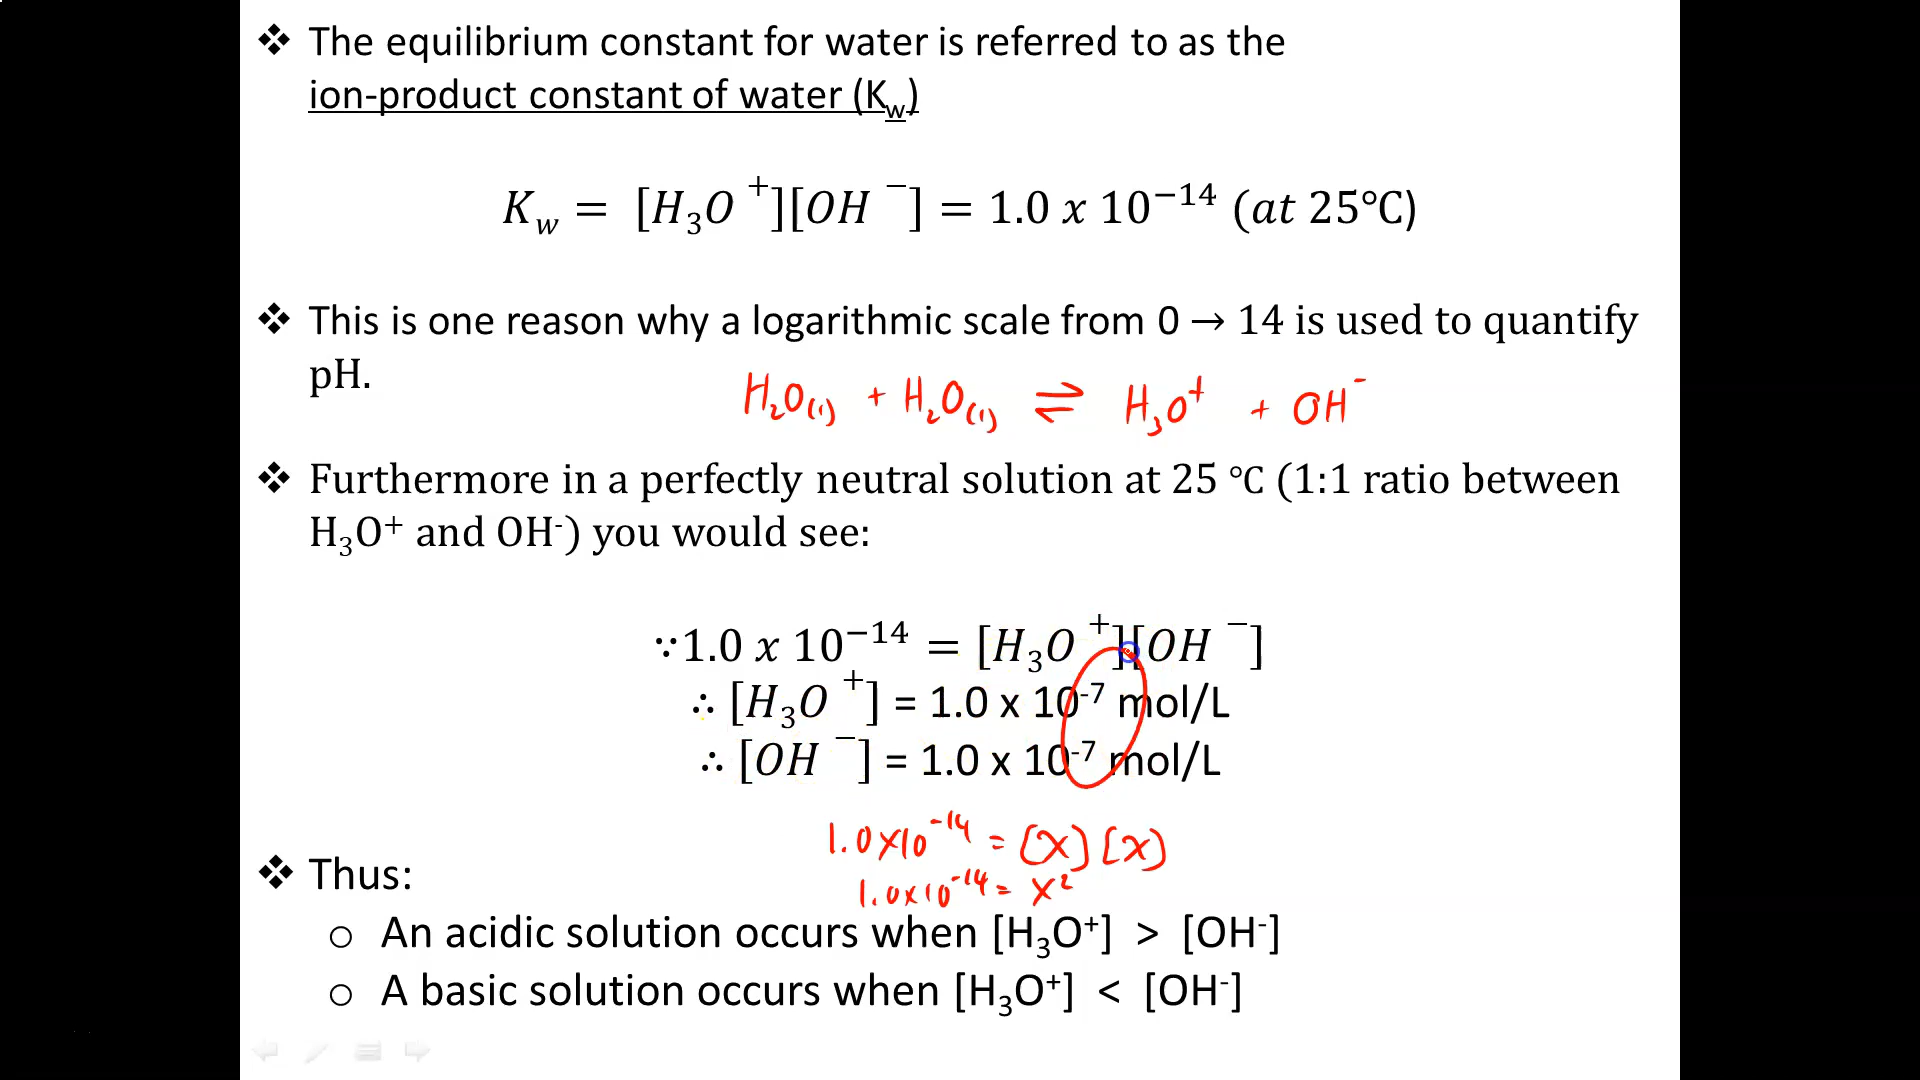 ❖ The equilibrium constant for water is referred to as the
ion-product constant of water (K_w)
K_w = [H₃O ⁺][OH ⁻] = 1.0 x 10⁻¹⁴ (at 25℃)
❖ This is one reason why a logarithmic scale from 0 → 14 is used to quantify
pH.
H₂O(l) + H₂O(l) ⇌ H₃O⁺ + OH⁻
❖ Furthermore in a perfectly neutral solution at 25 ℃ (1:1 ratio between
H₃O⁺ and OH⁻) you would see:
∵1.0 x 10⁻¹⁴ = [H₃O ⁺][OH ⁻]
∴ [H₃O ⁺] = 1.0 x 10⁻⁷ mol/L
∴ [OH ⁻] = 1.0 x 10⁻⁷ mol/L
1.0x10⁻¹⁴ = [x][x]
1.0x10⁻¹⁴ = x²
❖ Thus:
o An acidic solution occurs when [H₃O⁺] > [OH⁻]
o A basic solution occurs when [H₃O⁺] < [OH⁻]